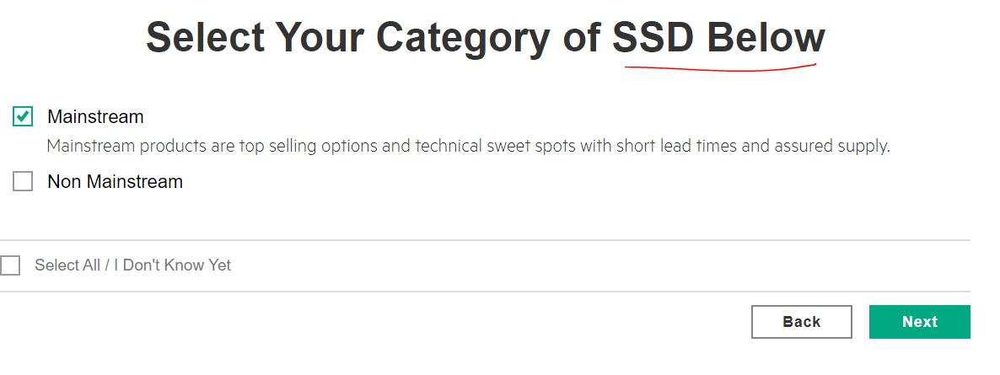 Select Your Category of SSD Below
Mainstream
Mainstream products are top selling options and technical sweet spots with short lead times and assured supply.
Non Mainstream
Select All / I Don't Know Yet
Back
Next